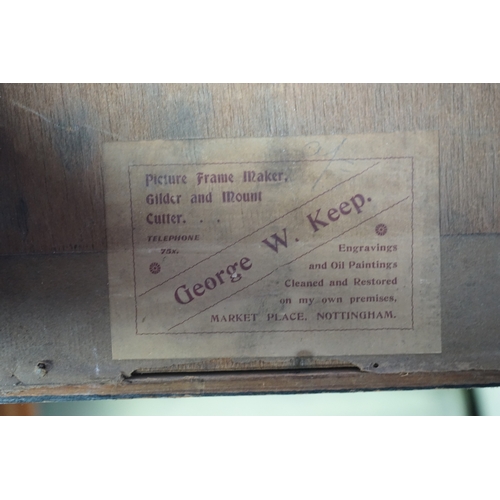 Picture Frame Maker,
Gilder and Mount
Cutter. . .
TELEPHONE
George W. Keep.
Engravings
and Oil Paintings
Cleaned and Restored
on my own premises.
MARKET PLACE, NOTTINGHAM.